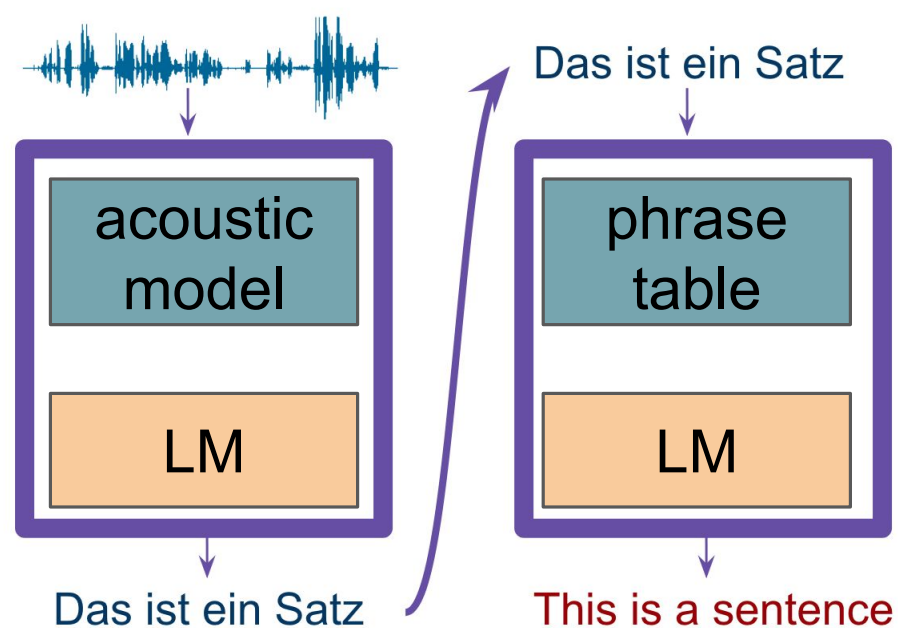 acoustic
model
LM
Das ist ein Satz
Das ist ein Satz
phrase
table
LM
This is a sentence